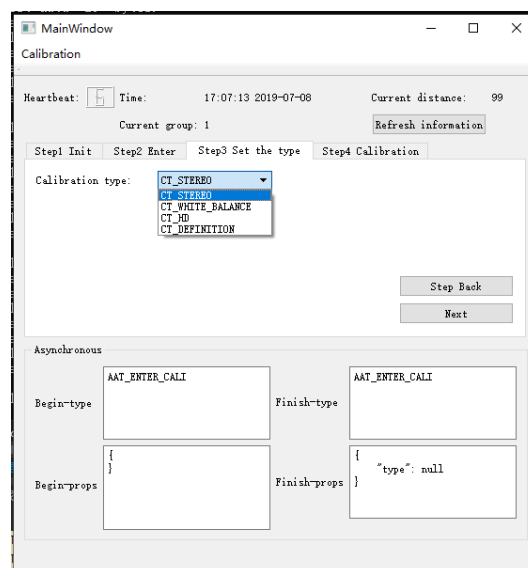 MainWindow
Calibration
Heartbeat: 6 Time: 17:07:13 2019-07-08 Current distance: 99
Current group: 1 Refresh information
Step1 Init Step2 Enter Step3 Set the type Step4 Calibration
Calibration type: CT_STEREO
CT_STEREO
CT_WHITE_BALANCE
CT_HD
CT_DEFINITION
Step Back
Next
Asynchronous
Begin-type AAT_ENTER_CALI Finish-type AAT_ENTER_CALI
Begin-props { } Finish-props {
"type": null
}